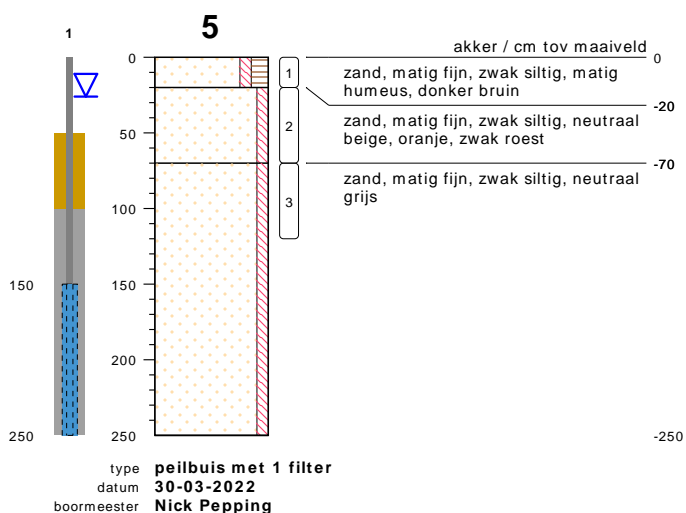 5
1
akker / cm tov maaiveld
0
0
1
zand, matig fijn, zwak siltig, matig
humeus, donker bruin
-20
2
zand, matig fijn, zwak siltig, neutraal
beige, oranje, zwak roest
50
-70
3
zand, matig fijn, zwak siltig, neutraal
grijs
100
150
150
200
250
250
-250
type peilbuis met 1 filter
datum 30-03-2022
boormeester Nick Pepping